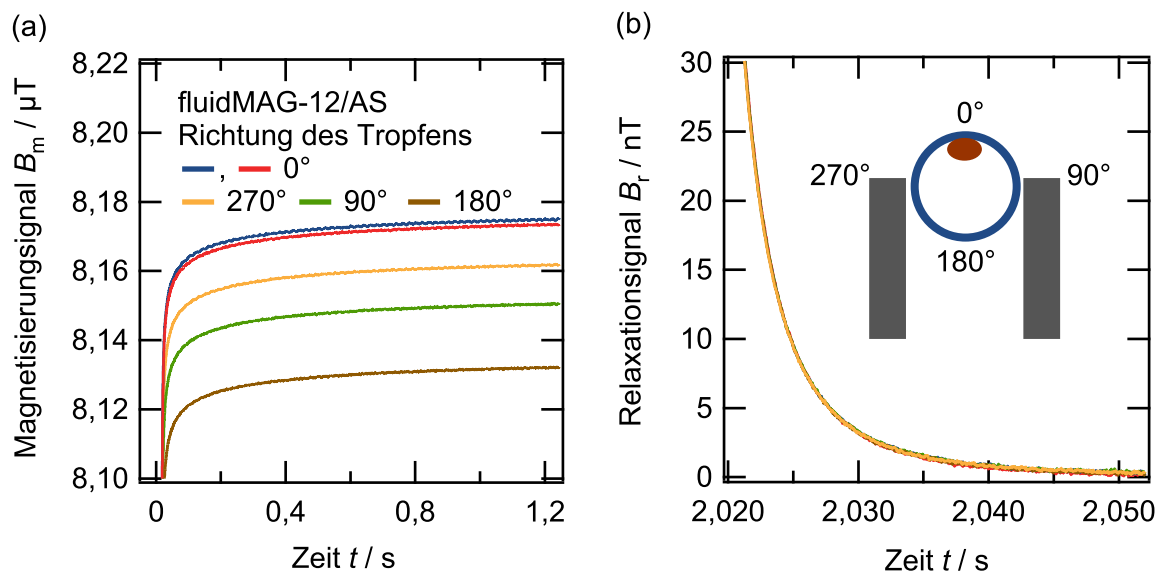 (a)
Magnetisierungsignal Bm / µT
8,22
8,20
8,18
8,16
8,14
8,12
8,10
fluidMAG-12/AS
Richtung des Tropfens
, 0°
270° 90° 180°
0 0,4 0,8 1,2
Zeit t / s
(b)
Relaxationsignal Br / nT
30
25
20
15
10
5
0
0°
270° 90°
180°
2,020 2,030 2,040 2,050
Zeit t / s